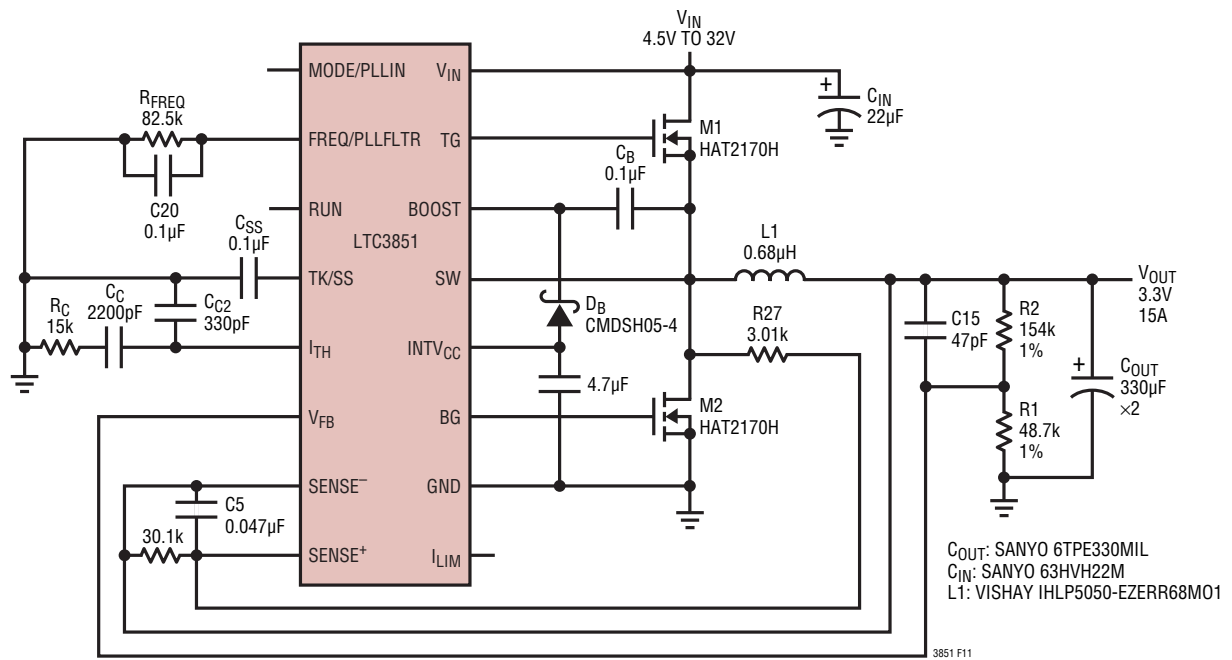 VIN
4.5V TO 32V
MODE/PLLIN
VIN
CIN
22µF
RFREQ
82.5k
FREQ/PLLFLTR
TG
M1
HAT2170H
C20
0.1µF
CB
0.1µF
RUN
BOOST
LTC3851
CSS
0.1µF
L1
0.68µH
TK/SS
SW
VOUT
3.3V
15A
RC
15k
CC
2200pF
CC2
330pF
DB
CMDSH05-4
R27
3.01k
C15
47pF
R2
154k
1%
ITH
INTVCC
4.7µF
COUT
330µF
×2
VFB
BG
M2
HAT2170H
R1
48.7k
1%
SENSE–
GND
C5
0.047µF
30.1k
SENSE+
ILIM
COUT: SANYO 6TPE330MIL
CIN: SANYO 63HVH22M
L1: VISHAY IHLP5050-EZERR68MO1
3851 F11